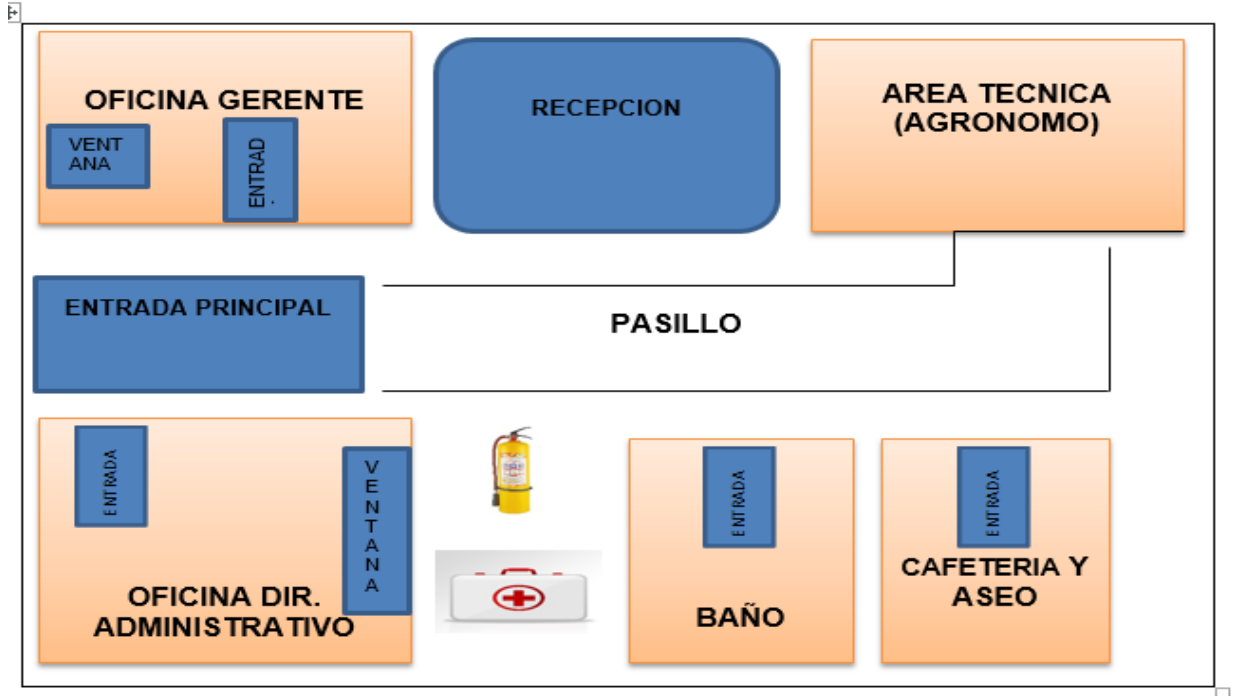 OFICINA GERENTE
VENT
ANA
ENTRAD
RECEPCION
AREA TECNICA
(AGRONOMO)
ENTRADA PRINCIPAL
PASILLO
ENTRADA
V
E
N
T
A
N
A
OFICINA DIR.
ADMINISTRATIVO
ENTRADA
BAÑO
ENTRADA
CAFETERIA Y
ASEO